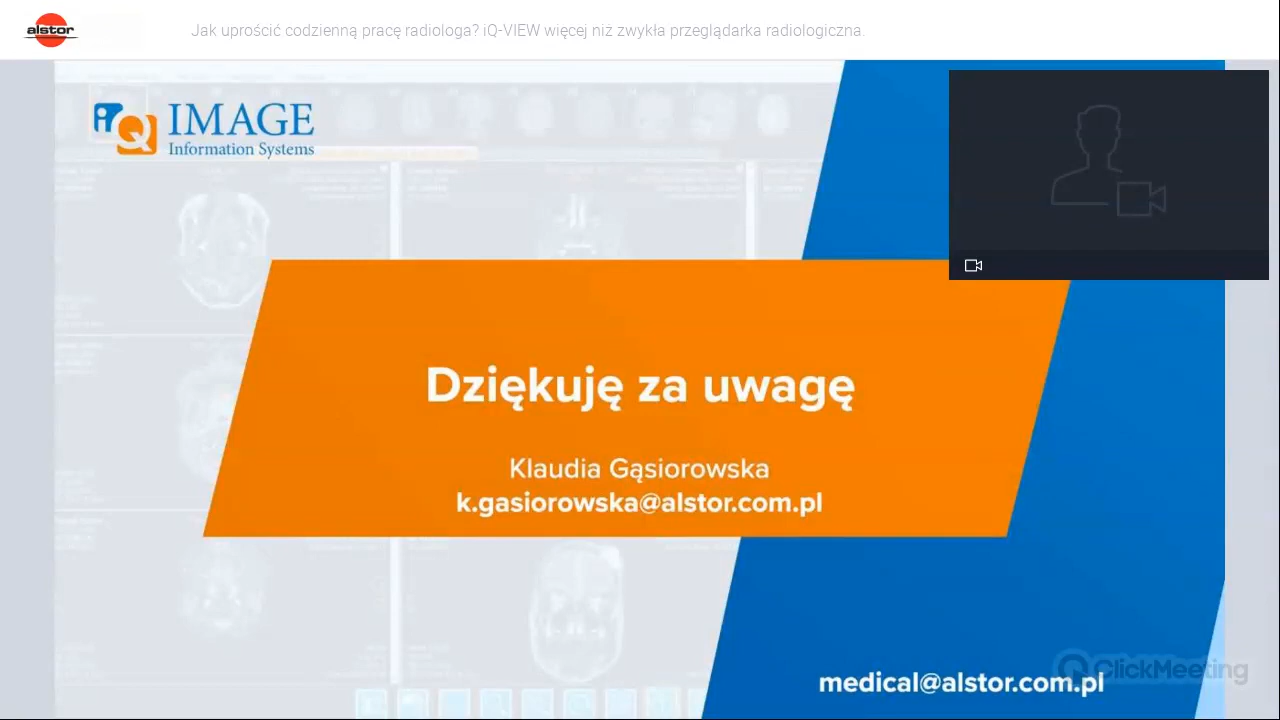 alstor
Jak uprościć codzienną pracę radiologa? Q-VIEW więcej niż zwykła przeglądarka radiologiczna.
iQ IMAGE
Information Systems
Dziękuję za uwagę
Klaudia Gąsiorowska
k.gasiorowska@alstor.com.pl
medical@alstor.com.pl
ClickMeeting